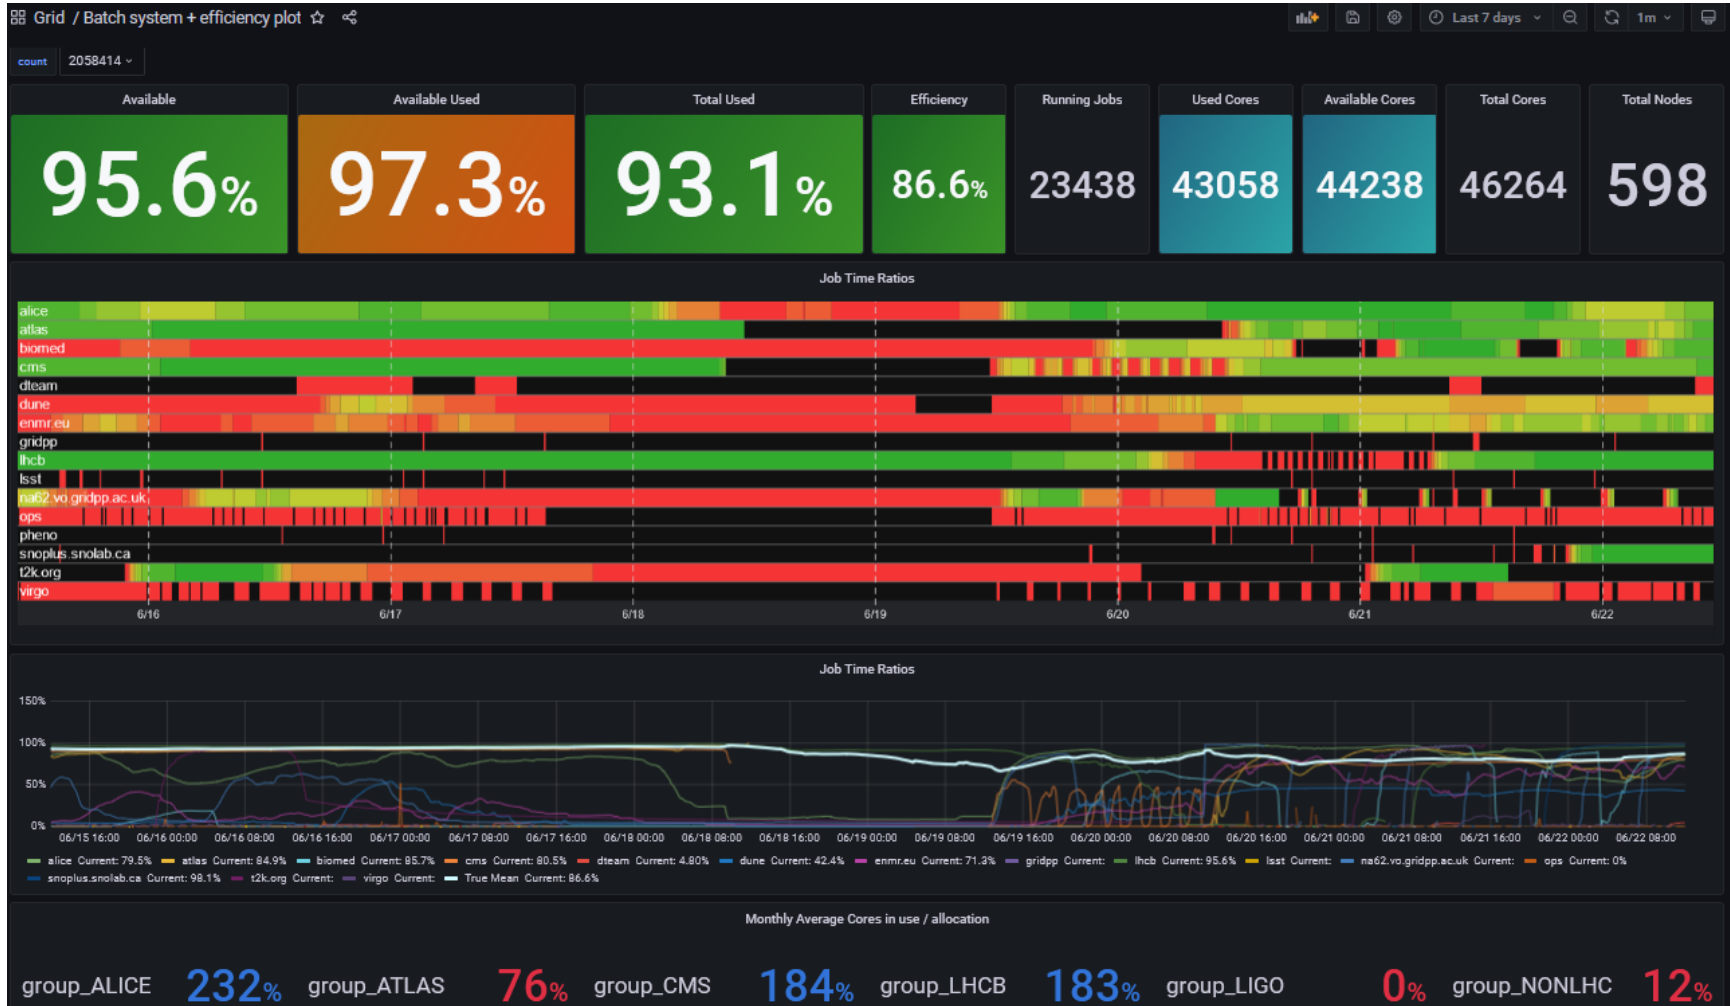 Grid / Batch system + efficiency plot
Last 7 days
1m
count 2058414
Available
Available Used
Total Used
Efficiency
Running Jobs
Used Cores
Available Cores
Total Cores
Total Nodes
95.6%
97.3%
93.1%
86.6%
23438
43058
44238
46264
598
Job Time Ratios
alice
atlas
biomed
cms
dteam
dune
enmr.eu
gridpp
lhcb
lsst
na62.vo.gridpp.ac.uk
ops
pheno
snoplus.snolab.ca
t2k.org
virgo
6/16 6/17 6/18 6/19 6/20 6/21 6/22
Job Time Ratios
150%
100%
50%
0%
06/15 16:00 06/16 00:00 06/16 08:00 06/16 16:00 06/17 00:00 06/17 08:00 06/17 16:00 06/18 00:00 06/18 08:00 06/18 16:00 06/19 00:00 06/19 08:00 06/19 16:00 06/20 00:00 06/20 08:00 06/20 16:00 06/21 00:00 06/21 08:00 06/21 16:00 06/22 00:00 06/22 08:00
alice Current: 79.5% atlas Current: 84.9% biomed Current: 85.7% cms Current: 80.5% dteam Current: 4.80% dune Current: 42.4% enmr.eu Current: 71.3% gridpp Current: lhcb Current: 95.6% lsst Current: na62.vo.gridpp.ac.uk Current: ops Current: 0%
snoplus.snolab.ca Current: 98.1% t2k.org Current: virgo Current: True Mean Current: 86.6%
Monthly Average Cores in use / allocation
group_ALICE 232% group_ATLAS 76% group_CMS 184% group_LHCB 183% group_LIGO 0% group_NONLHC 12%